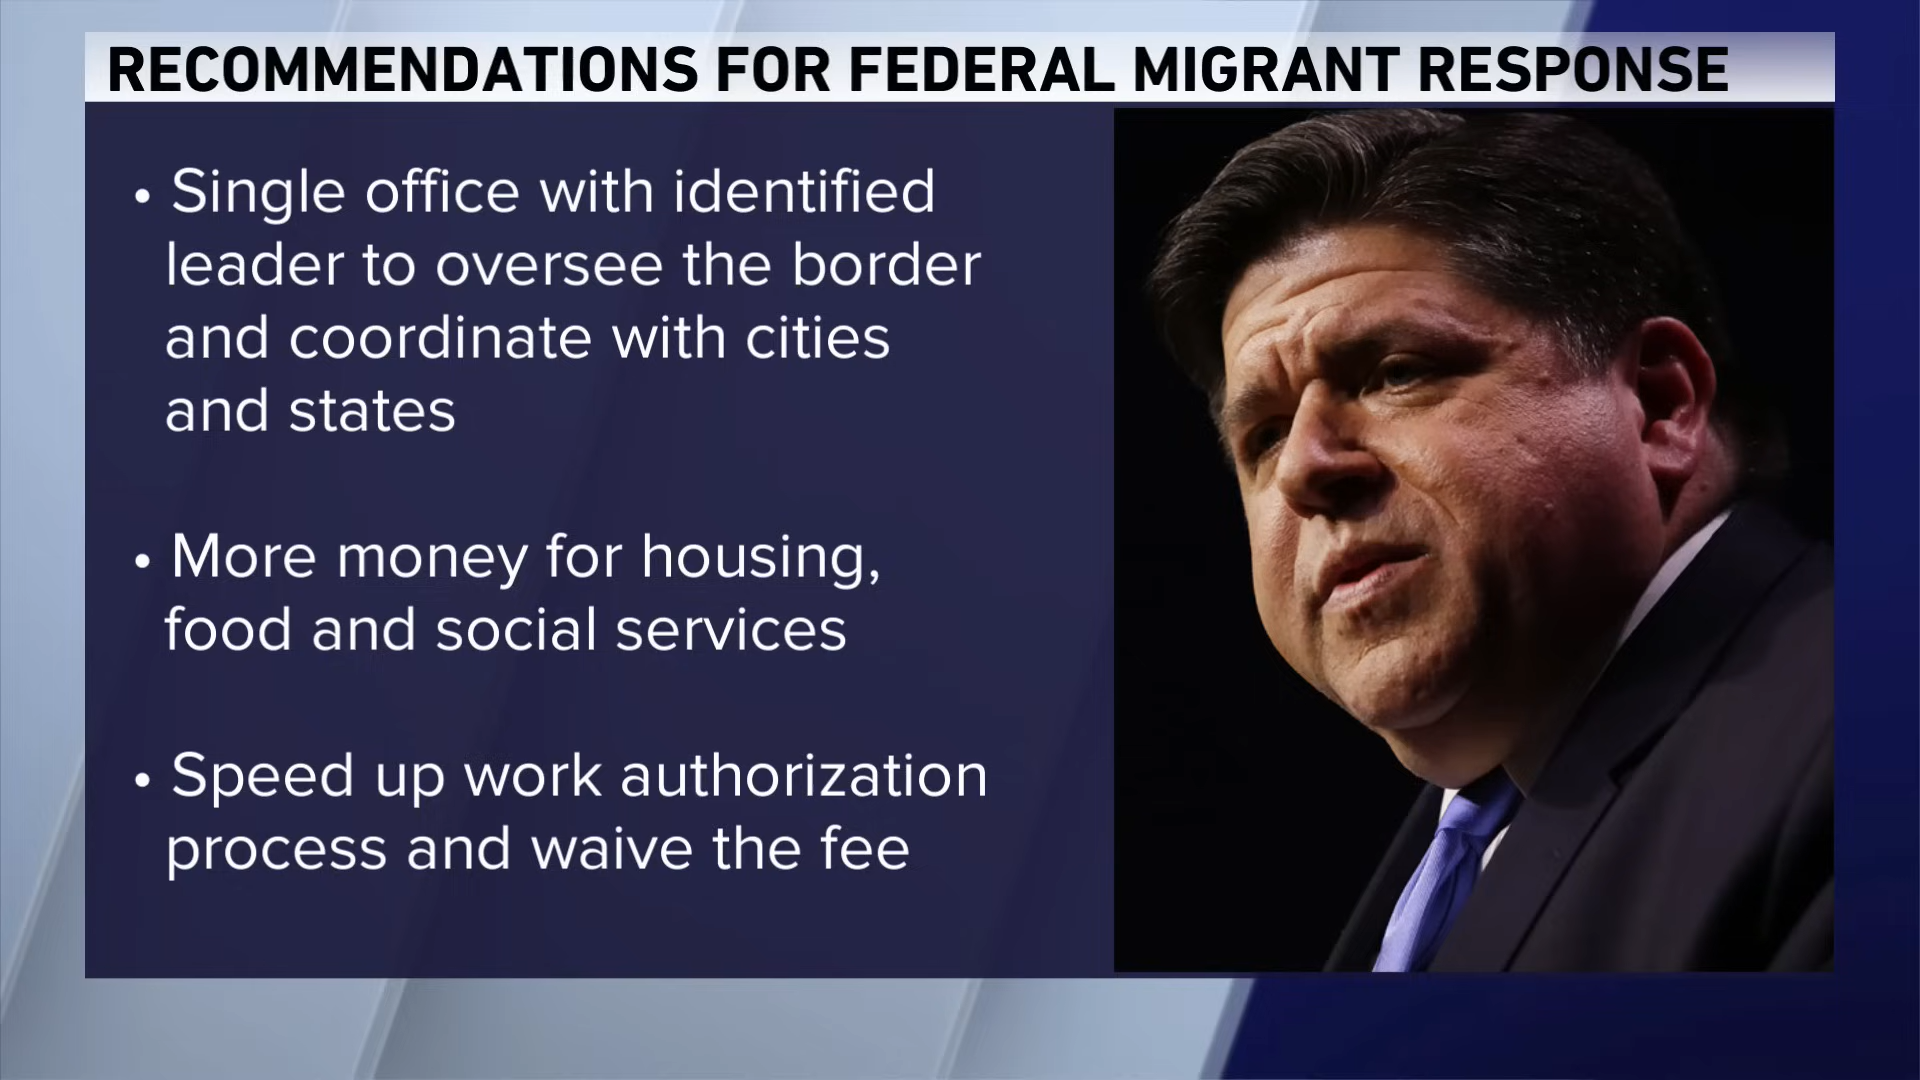 RECOMMENDATIONS FOR FEDERAL MIGRANT RESPONSE
• Single office with identified
leader to oversee the border
and coordinate with cities
and states
• More money for housing,
food and social services
• Speed up work authorization
process and waive the fee